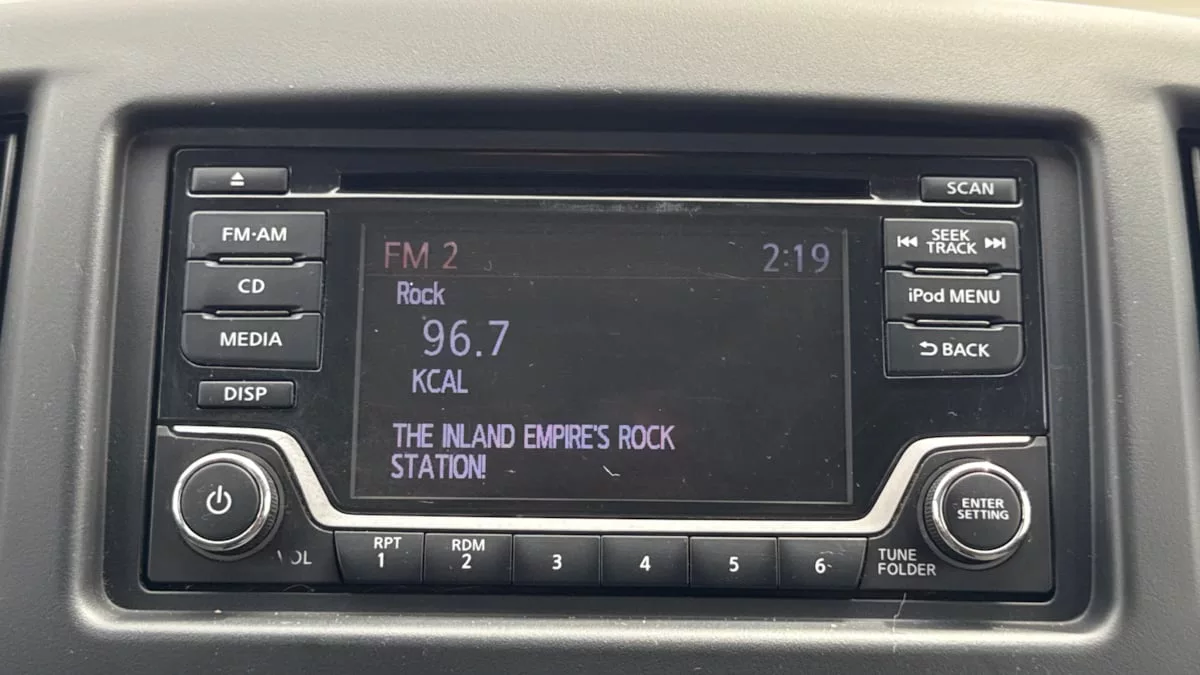 SCAN
FM·AM
CD
MEDIA
DISP
FM 2 2:19
Rock
96.7
KCAL
THE INLAND EMPIRE'S ROCK
STATION!
SEEK
TRACK
iPod MENU
BACK
VOL
RPT
1
RDM
2
3
4
5
6
TUNE
FOLDER
ENTER
SETTING